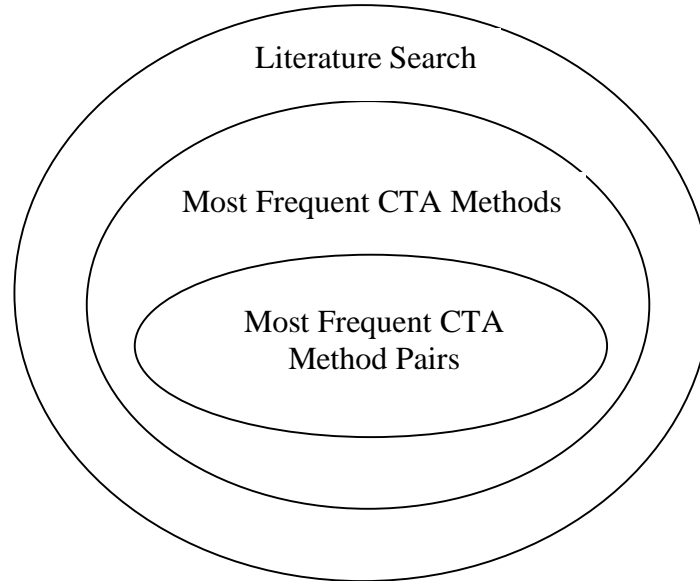 Literature Search
Most Frequent CTA Methods
Most Frequent CTA
Method Pairs